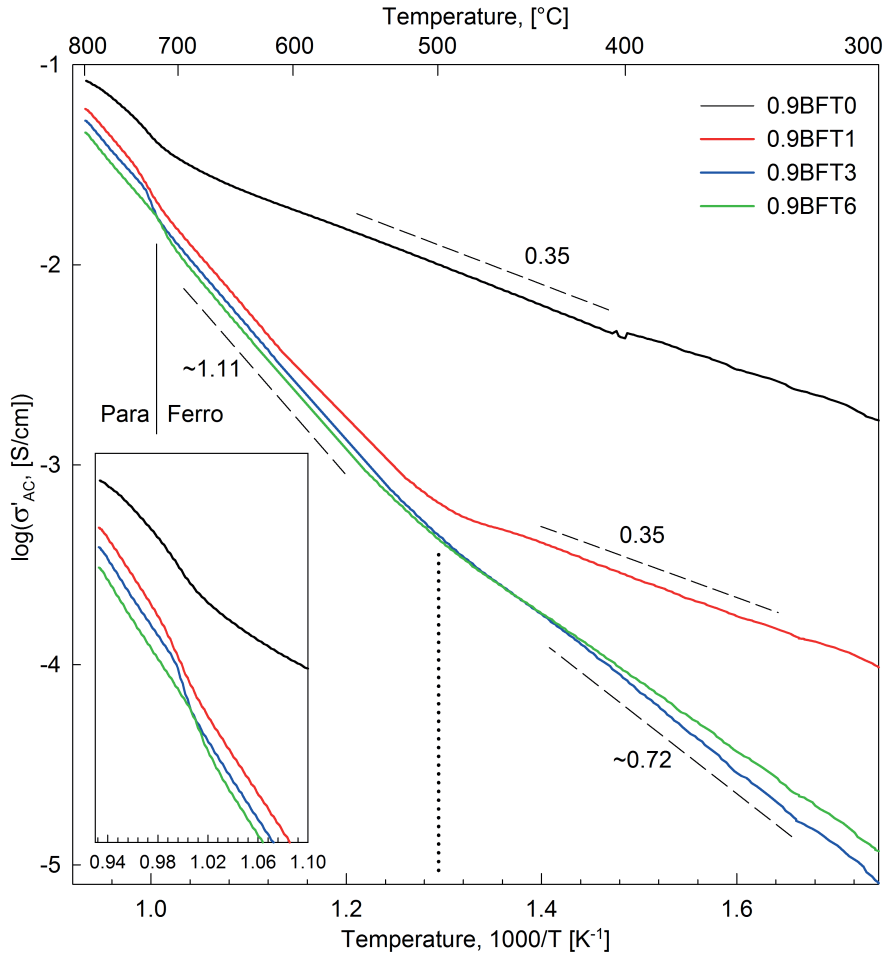 Temperature, [°C]
800 700 600 500 400 300
-1
-2
-3
-4
-5
log(σ'AC, [S/cm])
0.9BFT0
0.9BFT1
0.9BFT3
0.9BFT6
0.35
~1.11
Para Ferro
0.35
~0.72
0.94 0.98 1.02 1.06 1.10
1.0 1.2 1.4 1.6
Temperature, 1000/T [K-1]